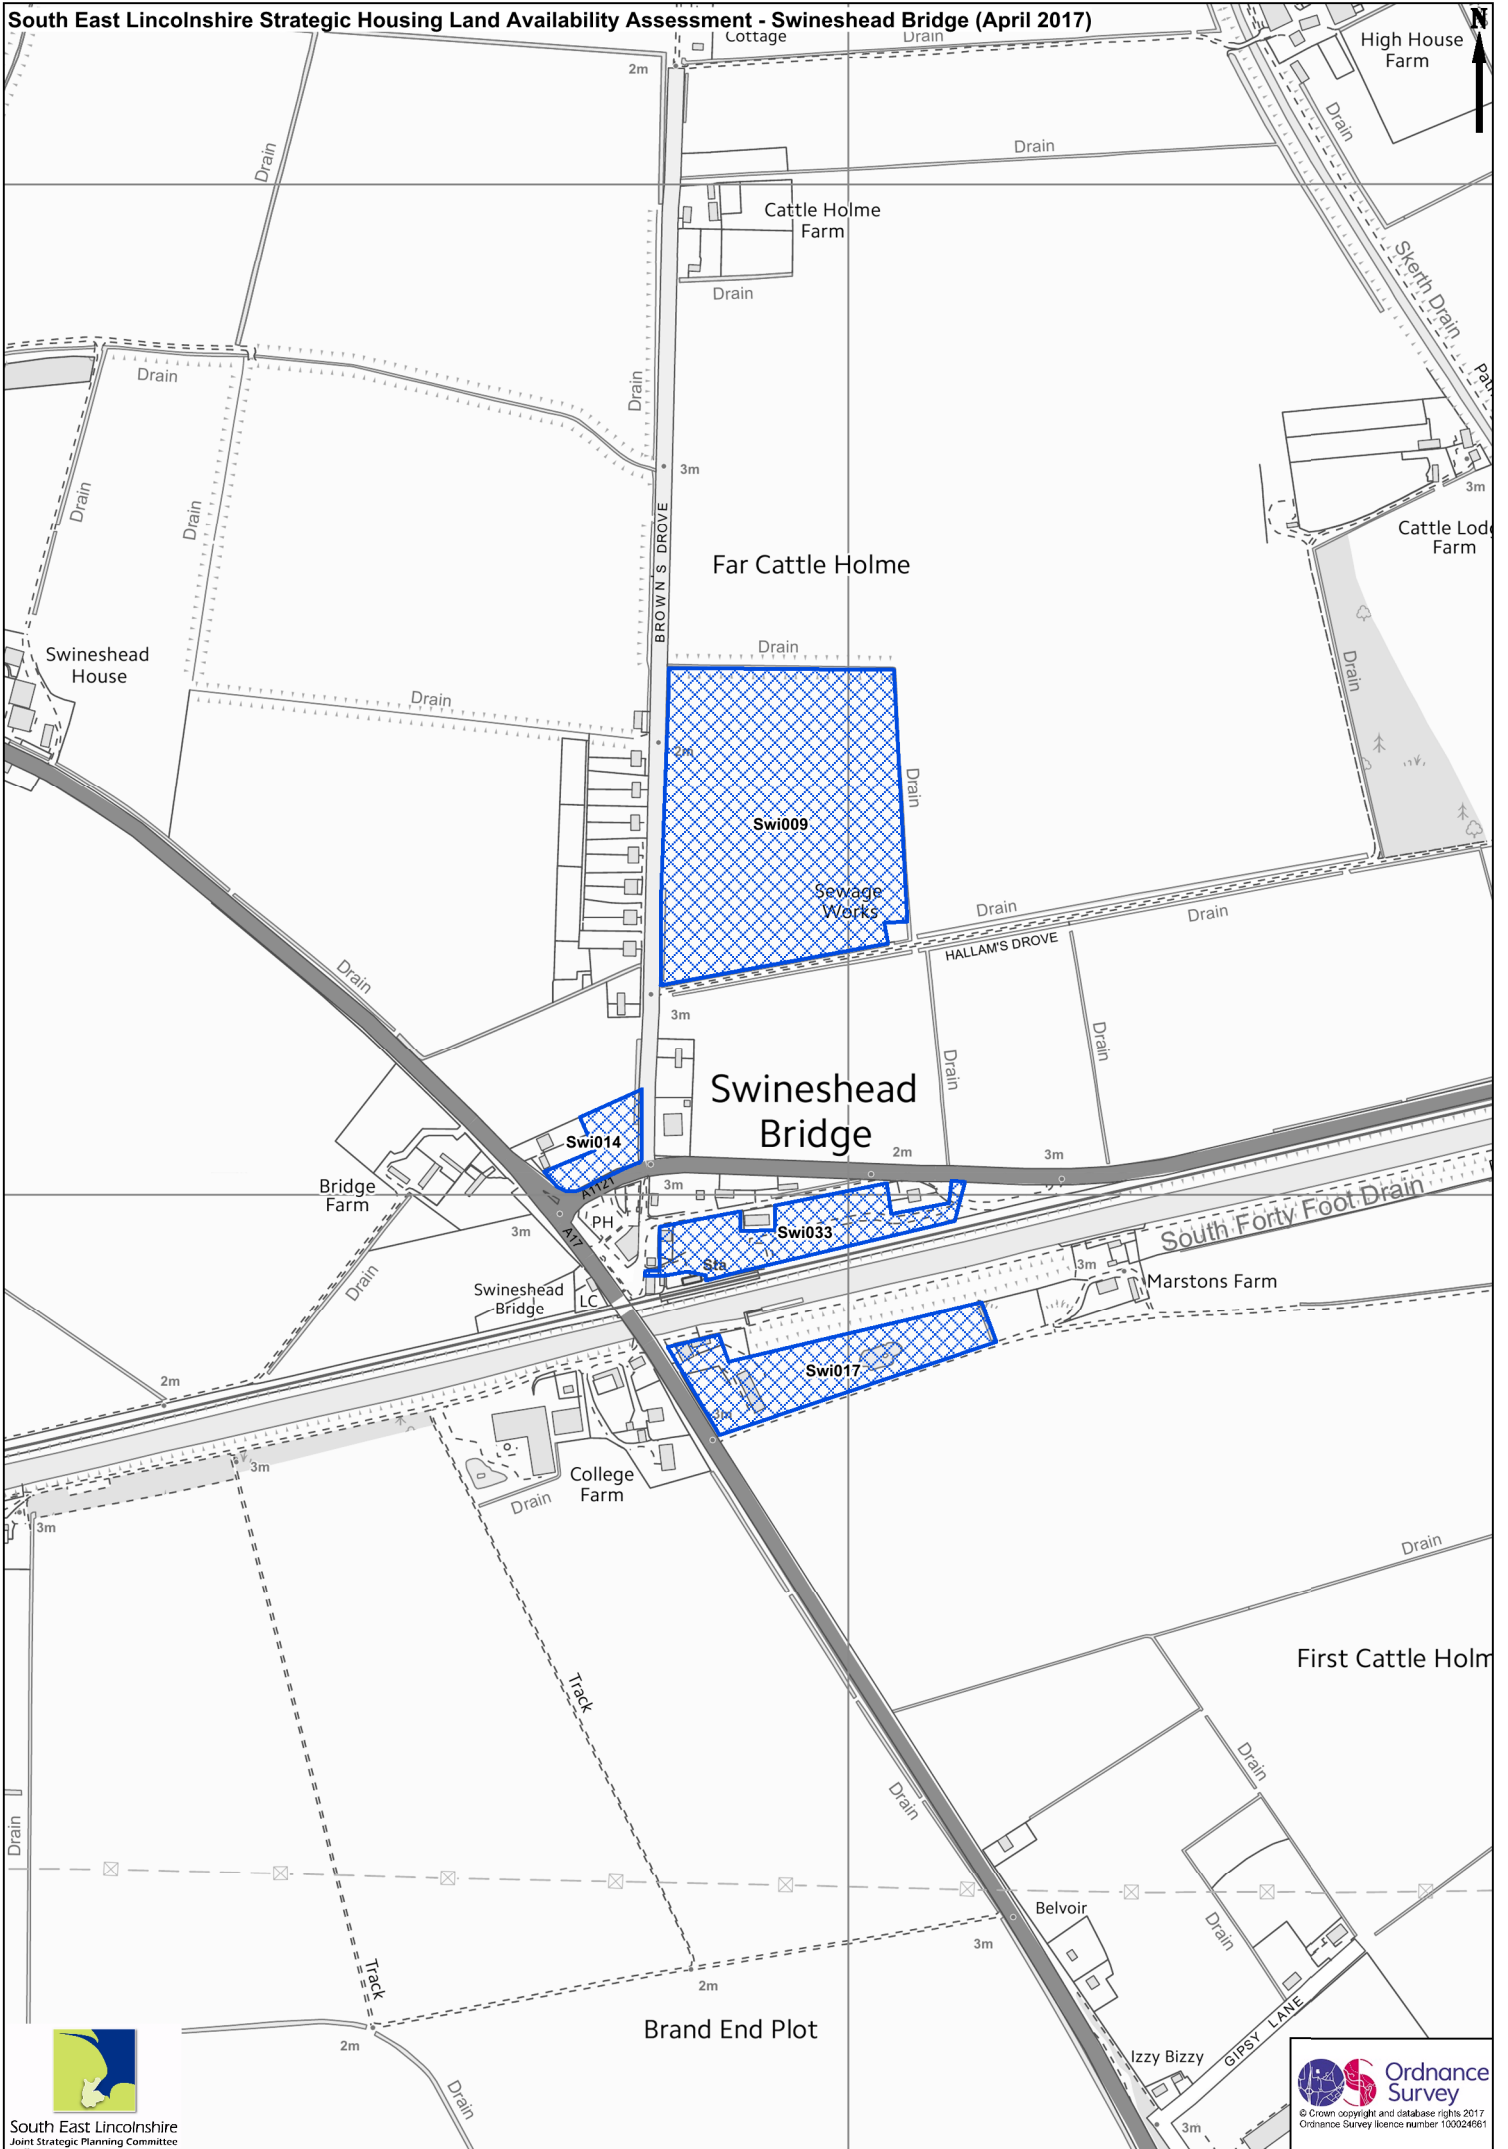 South East Lincolnshire Strategic Housing Land Availability Assessment - Swineshead Bridge (April 2017)
N
Cottage
Drain
High House
Farm
2m
Drain
Drain
Drain
Cattle Holme
Farm
Skerth Drain
Drain
Drain
Drain
3m
Drain
Drain
3m
BROWN S DROVE
Cattle
Farm
Far Cattle Holme
Swineshead
House
Drain
Drain
Drain
2m
Drain
Swi009
Sewage
Works
Drain
Drain
HALLAM'S DROVE
Drain
3m
Drain
Drain
Swineshead
Bridge
Swi014
2m
3m
A1121
3m
Bridge
Farm
PH
3m
A17
Swi033
South Forty Foot Drain
Sta
3m
Marstons Farm
Drain
Swineshead
Bridge
LC
2m
Swi017
3m
3m
College
Farm
Drain
3m
Drain
First Cattle
Track
Drain
Drain
Drain
Belvoir
Drain
3m
Track
2m
Brand End Plot
2m
GIPSY LANE
Izzy Bizzy
Drain
3m
South East Lincolnshire
Joint Strategic Planning Committee
OS
Ordnance
Survey
© Crown copyright and database rights 2017
Ordnance Survey licence number 100024661